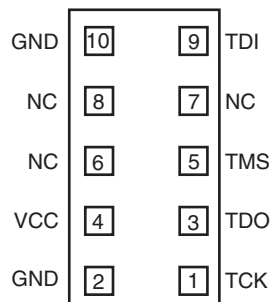 GND 10 9 TDI
NC 8 7 NC
NC 6 5 TMS
VCC 4 3 TDO
GND 2 1 TCK